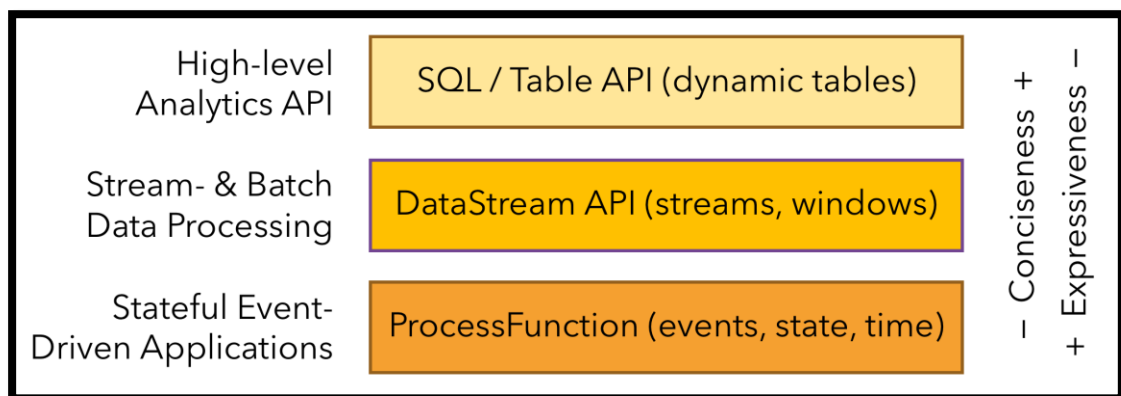 High-level
Analytics API
SQL / Table API (dynamic tables)
Stream- & Batch
Data Processing
DataStream API (streams, windows)
Stateful Event-
Driven Applications
ProcessFunction (events, state, time)
– Conciseness +
+ Expressiveness –